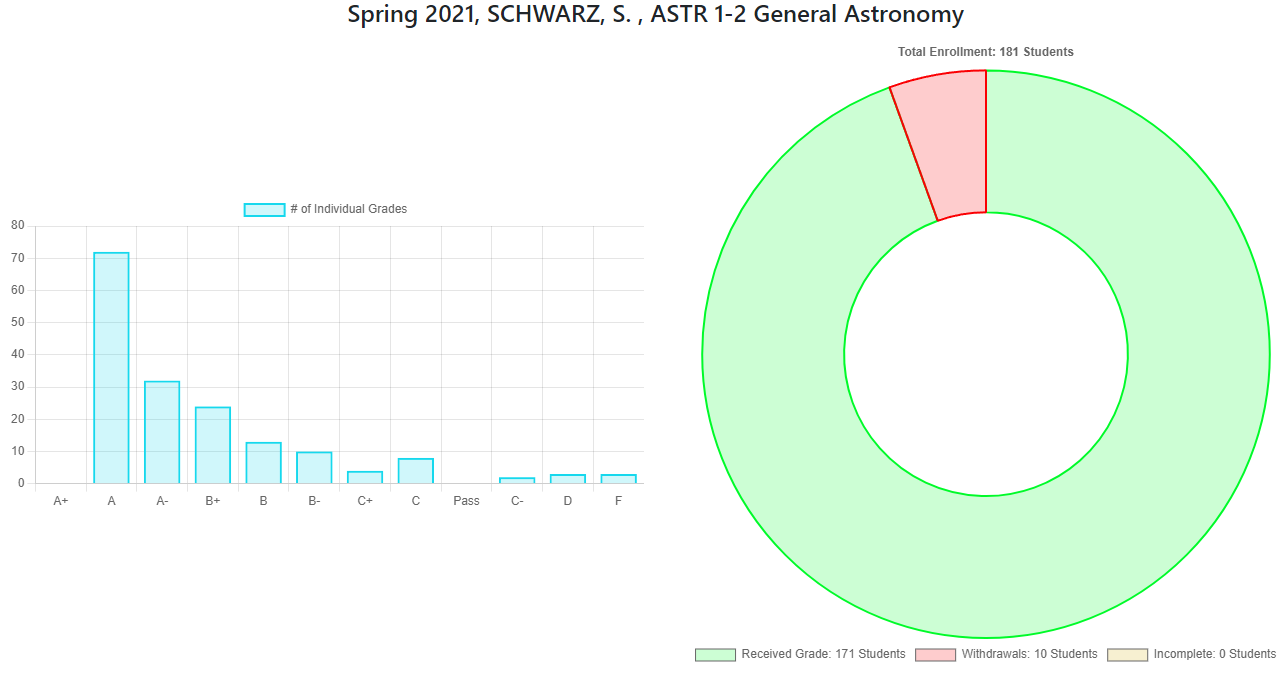 Spring 2021, SCHWARZ, S. , ASTR 1-2 General Astronomy
# of Individual Grades
80
70
60
50
40
30
20
10
0
A+ A A- B+ B B- C+ C Pass C- D F
Total Enrollment: 181 Students
Received Grade: 171 Students Withdrawals: 10 Students Incomplete: 0 Students